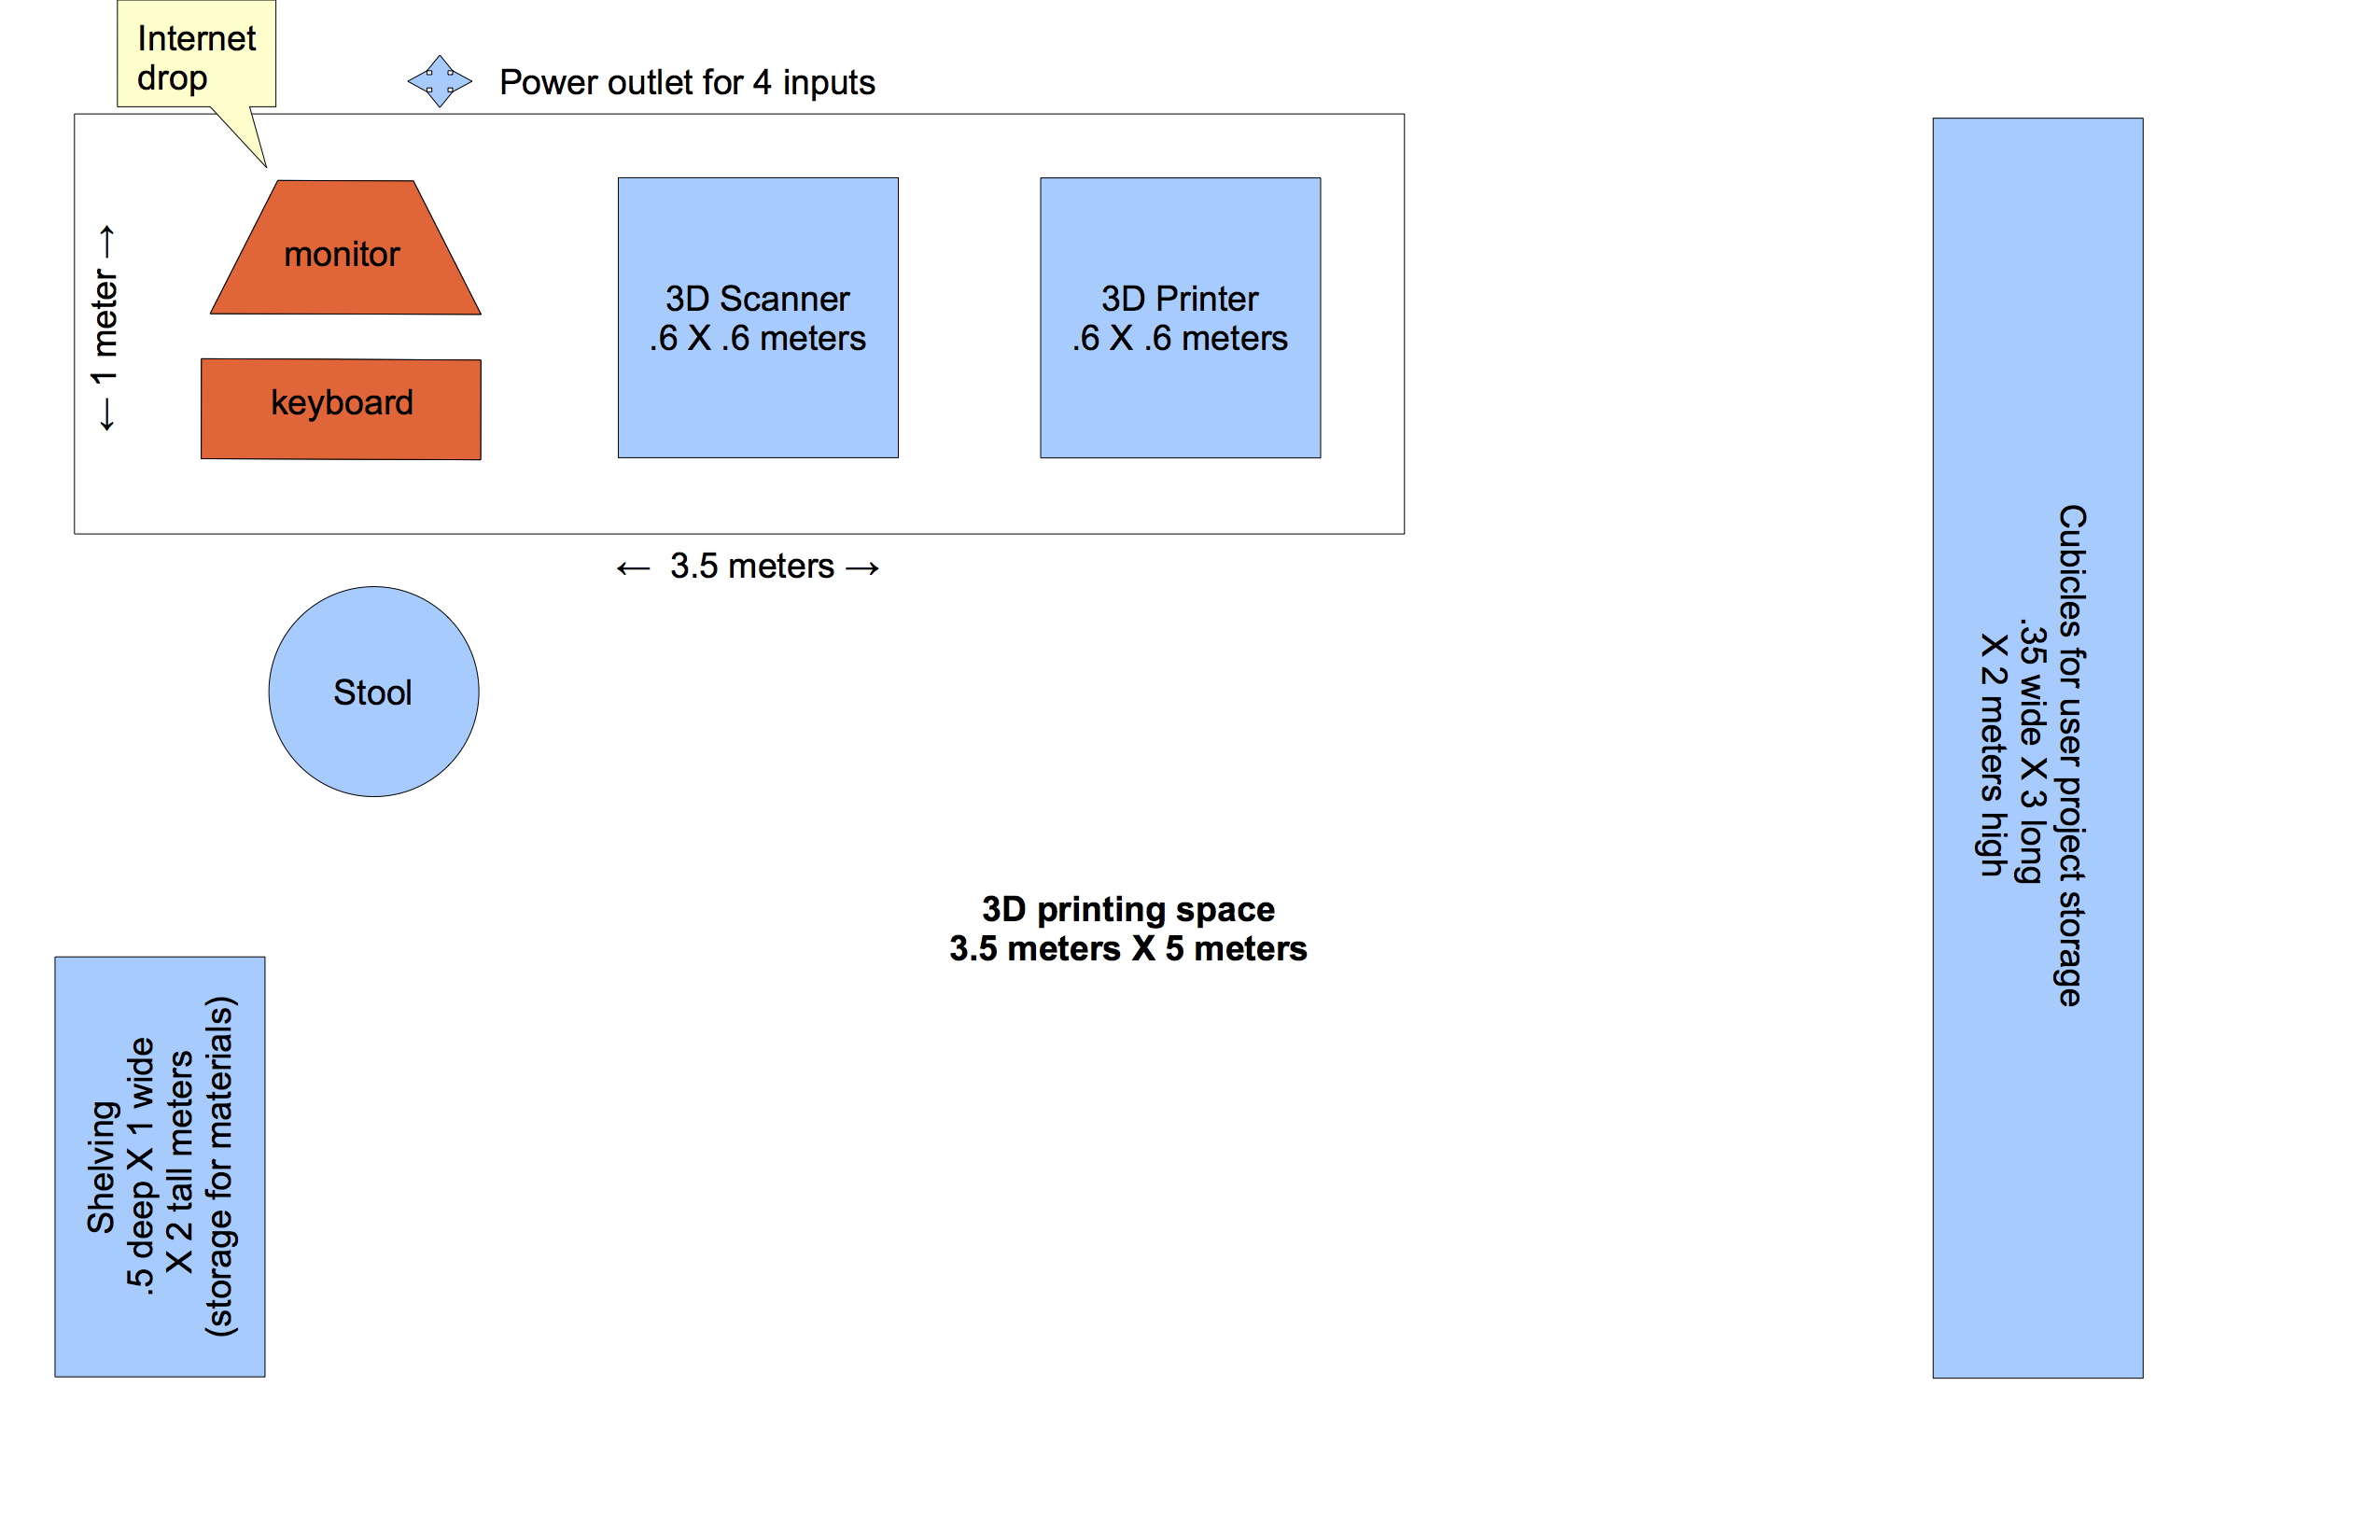 Internet
drop
Power outlet for 4 inputs
← 1 meter →
monitor
keyboard
3D Scanner
.6 X .6 meters
3D Printer
.6 X .6 meters
← 3.5 meters →
Stool
3D printing space
3.5 meters X 5 meters
Shelving
.5 deep X 1 wide
X 2 tall meters
(storage for materials)
Cubicles for user project storage
.35 wide X 3 long
X 2 meters high